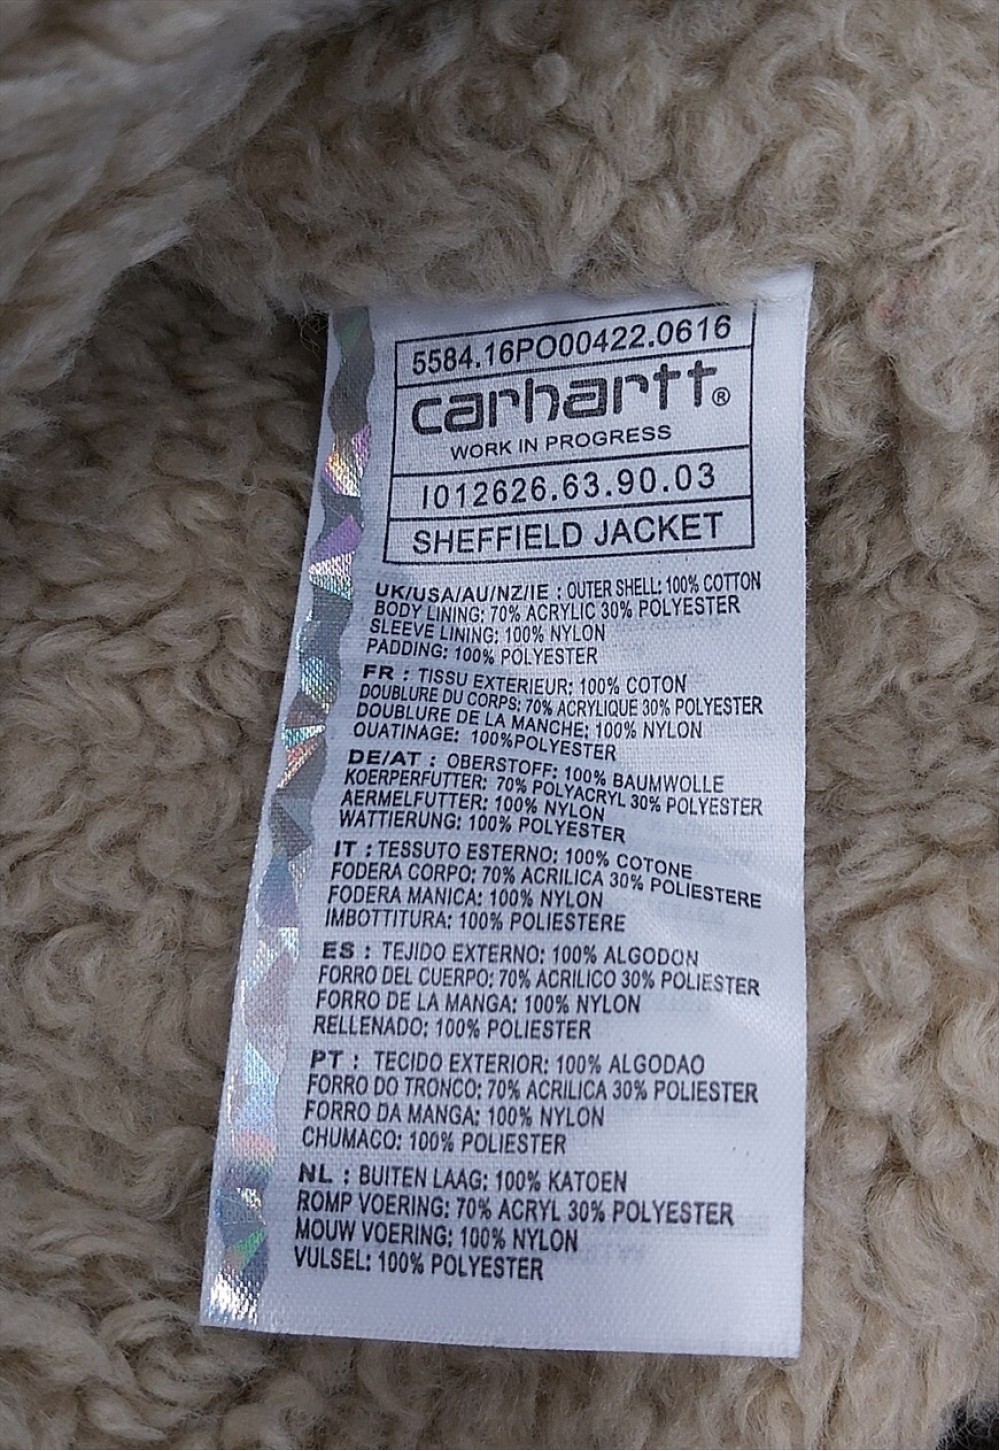 5584.16PO00422.0616
carhartt®
WORK IN PROGRESS
I012626.63.90.03
SHEFFIELD JACKET
UK/USA/AU/NZ/IE : OUTER SHELL: 100% COTTON
BODY LINING: 70% ACRYLIC 30% POLYESTER
SLEEVE LINING: 100% NYLON
PADDING: 100% POLYESTER
FR : TISSU EXTERIEUR: 100% COTON
DOUBLURE DU CORPS: 70% ACRYLIQUE 30% POLYESTER
DOUBLURE DE LA MANCHE: 100% NYLON
OUATINAGE: 100%POLYESTER
DE/AT : OBERSTOFF: 100% BAUMWOLLE
KOERPERFUTTER: 70% POLYACRYL 30% POLYESTER
AERMELFUTTER: 100% NYLON
WATTIERUNG: 100% POLYESTER
IT : TESSUTO ESTERNO: 100% COTONE
FODERA CORPO: 70% ACRILICA 30% POLIESTERE
FODERA MANICA: 100% NYLON
IMBOTTITURA: 100% POLIESTERE
ES : TEJIDO EXTERNO: 100% ALGODON
FORRO DEL CUERPO: 70% ACRILICO 30% POLIESTER
FORRO DE LA MANGA: 100% NYLON
RELLENADO: 100% POLIESTER
PT : TECIDO EXTERIOR: 100% ALGODAO
FORRO DO TRONCO: 70% ACRILICA 30% POLIESTER
FORRO DA MANGA: 100% NYLON
CHUMACO: 100% POLIESTER
NL : BUITEN LAAG: 100% KATOEN
ROMP VOERING: 70% ACRYL 30% POLYESTER
MOUW VOERING: 100% NYLON
VULSEL: 100% POLYESTER